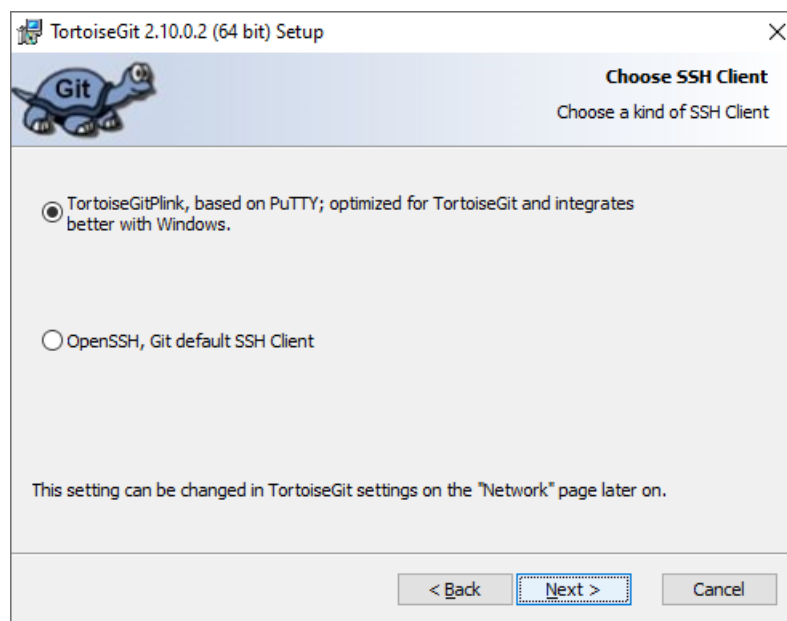 TortoiseGit 2.10.0.2 (64 bit) Setup
Git
Choose SSH Client
Choose a kind of SSH Client
TortoiseGitPlink, based on PuTTY; optimized for TortoiseGit and integrates
better with Windows.
OpenSSH, Git default SSH Client
This setting can be changed in TortoiseGit settings on the "Network" page later on.
< Back
Next >
Cancel